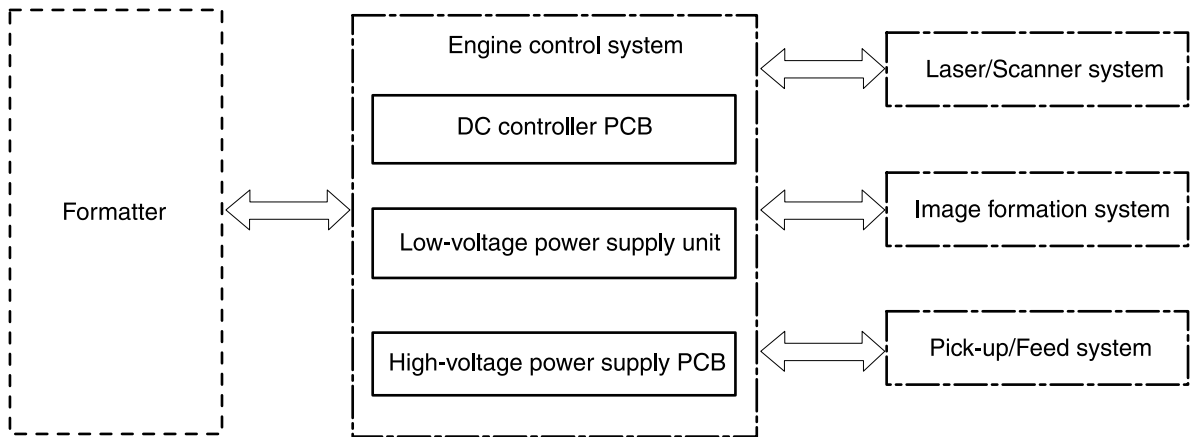 Formatter
Engine control system
DC controller PCB
Low-voltage power supply unit
High-voltage power supply PCB
Laser/Scanner system
Image formation system
Pick-up/Feed system